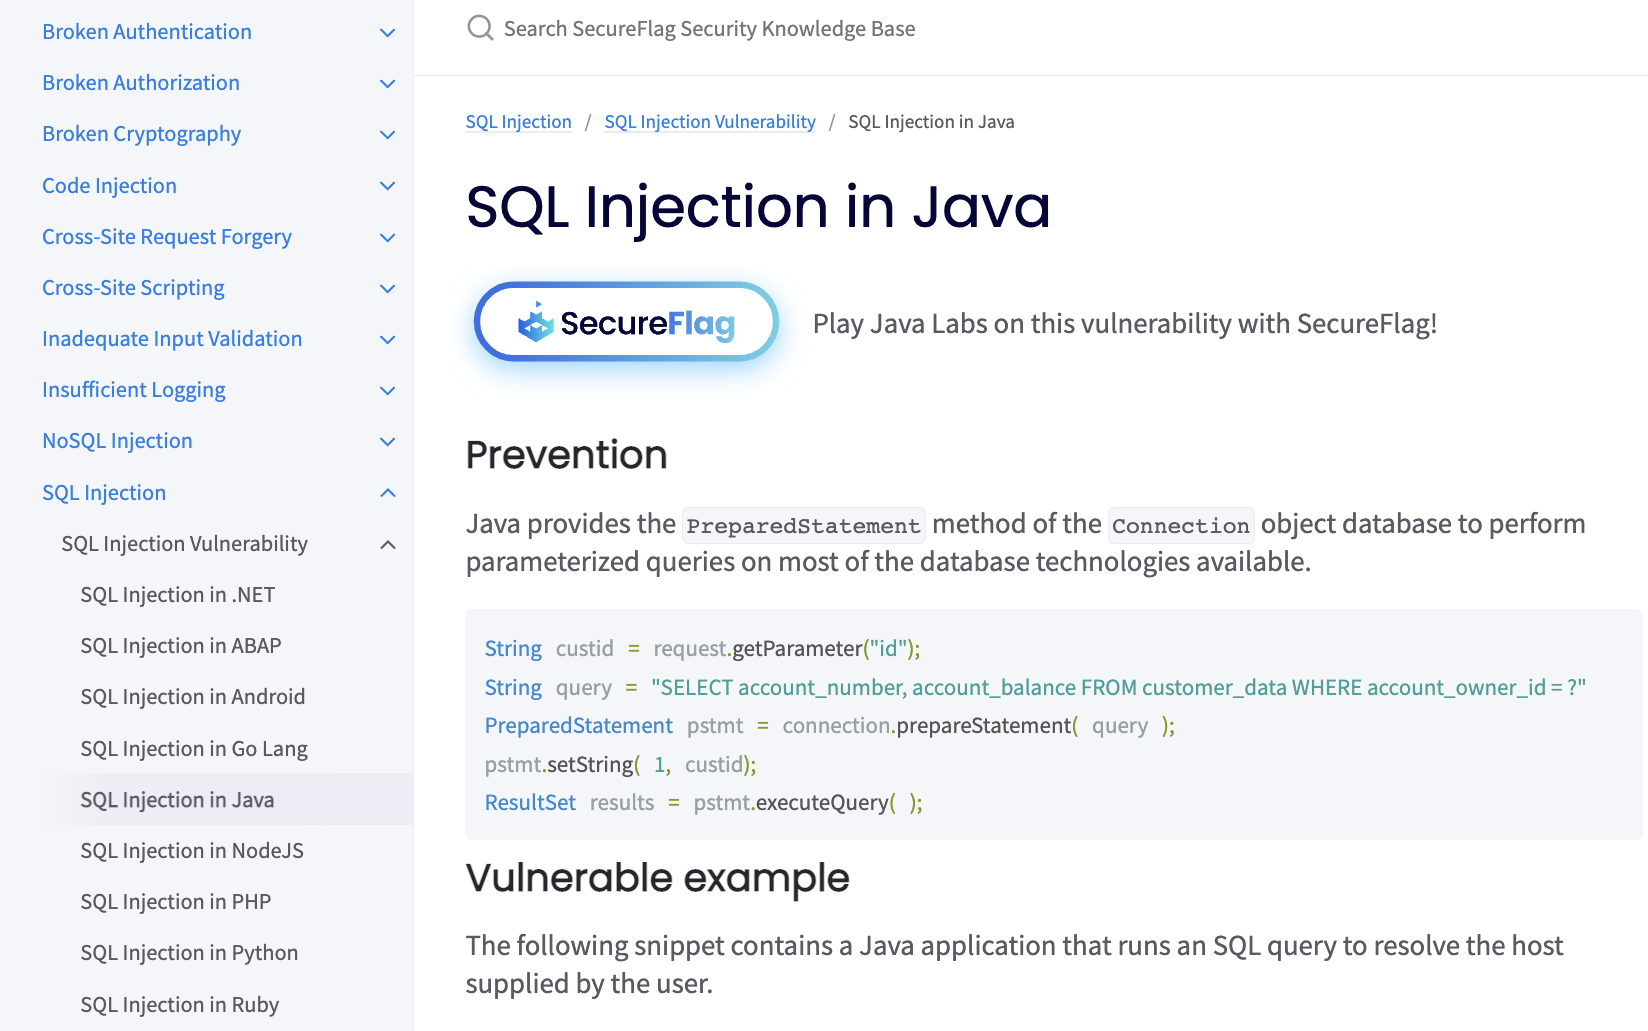 Broken Authentication
Broken Authorization
Broken Cryptography
Code Injection
Cross-Site Request Forgery
Cross-Site Scripting
Inadequate Input Validation
Insufficient Logging
NoSQL Injection
SQL Injection
SQL Injection Vulnerability
SQL Injection in .NET
SQL Injection in ABAP
SQL Injection in Android
SQL Injection in Go Lang
SQL Injection in Java
SQL Injection in NodeJS
SQL Injection in PHP
SQL Injection in Python
SQL Injection in Ruby
Search SecureFlag Security Knowledge Base
SQL Injection / SQL Injection Vulnerability / SQL Injection in Java
SQL Injection in Java
SecureFlag Play Java Labs on this vulnerability with SecureFlag!
Prevention
Java provides the PreparedStatement method of the Connection object database to perform
parameterized queries on most of the database technologies available.
String custid = request.getParameter("id");
String query = "SELECT account_number, account_balance FROM customer_data WHERE account_owner_id = ?"
PreparedStatement pstmt = connection.prepareStatement( query );
pstmt.setString( 1, custid);
ResultSet results = pstmt.executeQuery( );
Vulnerable example
The following snippet contains a Java application that runs an SQL query to resolve the host
supplied by the user.